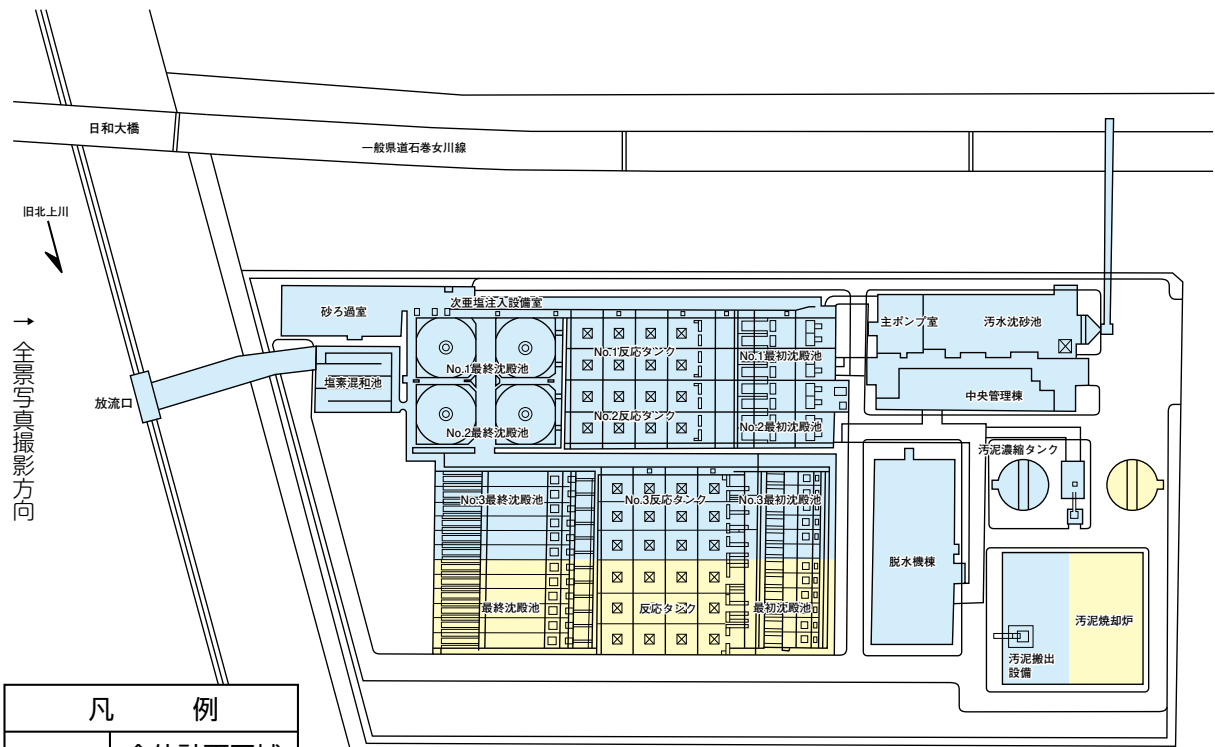 日和大橋
一般県道石巻女川線
旧北上川
→全景写真撮影方向
砂ろ過室
次亜塩注入設備室
主ポンプ室
汚水沈砂池
No.1最終沈殿池
No.1反応タンク
No.1最初沈殿池
塩素混和池
放流口
中央管理棟
No.2最終沈殿池
No.2反応タンク
No.2最初沈殿池
汚泥濃縮タンク
No.3最終沈殿池
No.3反応タンク
No.3最初沈殿池
脱水機棟
最終沈殿池
反応タンク
最初沈殿池
汚泥焼却炉
汚泥搬出
設備
凡 例
全体計画区域